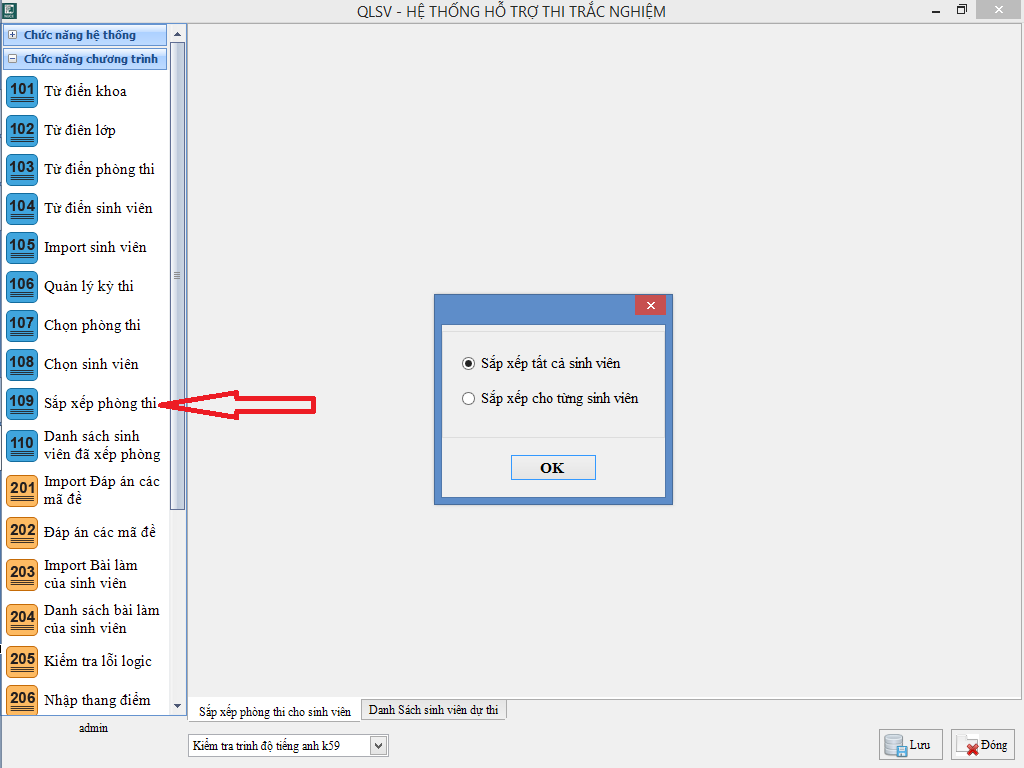 QLSV - HỆ THỐNG HỖ TRỢ THI TRẮC NGHIỆM
Chức năng hệ thống
Chức năng chương trình
101 Từ điển khoa
102 Từ điên lớp
103 Từ điển phòng thi
104 Từ điển sinh viên
105 Import sinh viên
106 Quản lý kỳ thi
107 Chọn phòng thi
108 Chọn sinh viên
109 Sắp xếp phòng thi
110 Danh sách sinh
viên đã xếp phòng
201 Import Đáp án các
mã đề
202 Đáp án các mã đề
203 Import Bài làm
của sinh viên
204 Danh sách bài làm
của sinh viên
205 Kiểm tra lỗi logic
206 Nhập thang điểm
admin
Sắp xếp tất cả sinh viên
Sắp xếp cho từng sinh viên
OK
Sắp xếp phòng thi cho sinh viên
Danh Sách sinh viên dự thi
Kiểm tra trình độ tiếng anh k59
Lưu
Đóng